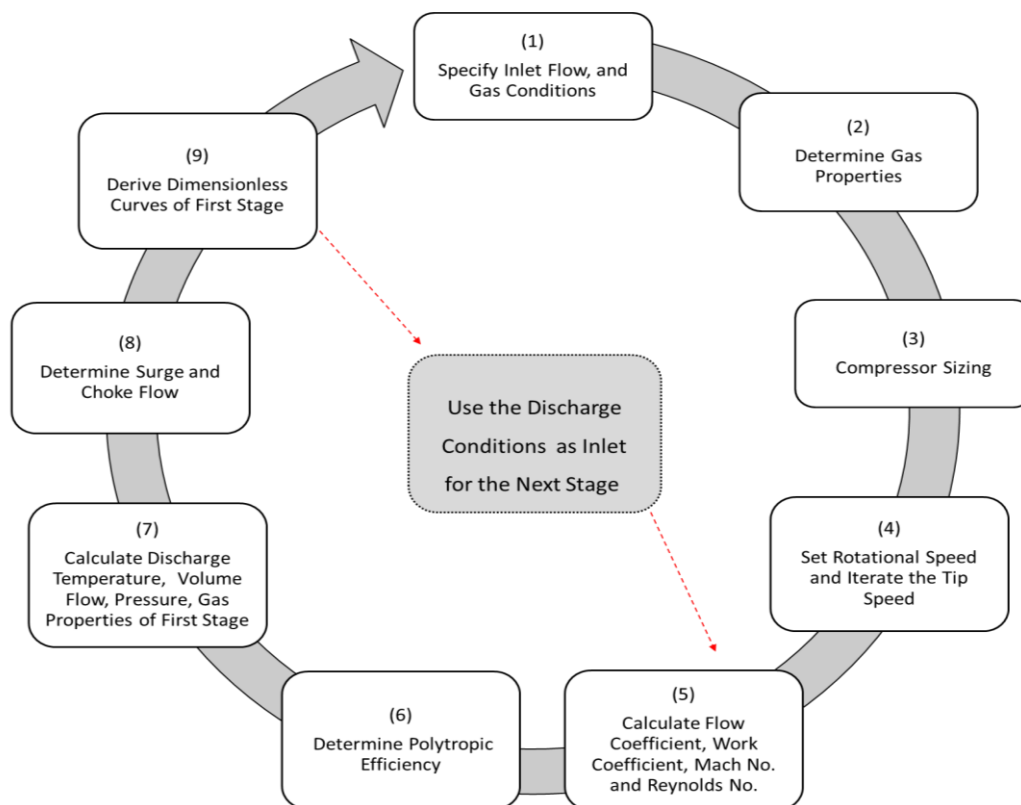 (1)
Specify Inlet Flow, and
Gas Conditions
(2)
Determine Gas
Properties
(3)
Compressor Sizing
(4)
Set Rotational Speed
and Iterate the Tip
Speed
(5)
Calculate Flow
Coefficient, Work
Coefficient, Mach No.
and Reynolds No.
(6)
Determine Polytropic
Efficiency
(7)
Calculate Discharge
Temperature, Volume
Flow, Pressure, Gas
Properties of First Stage
(8)
Determine Surge and
Choke Flow
(9)
Derive Dimensionless
Curves of First Stage
Use the Discharge
Conditions as Inlet
for the Next Stage